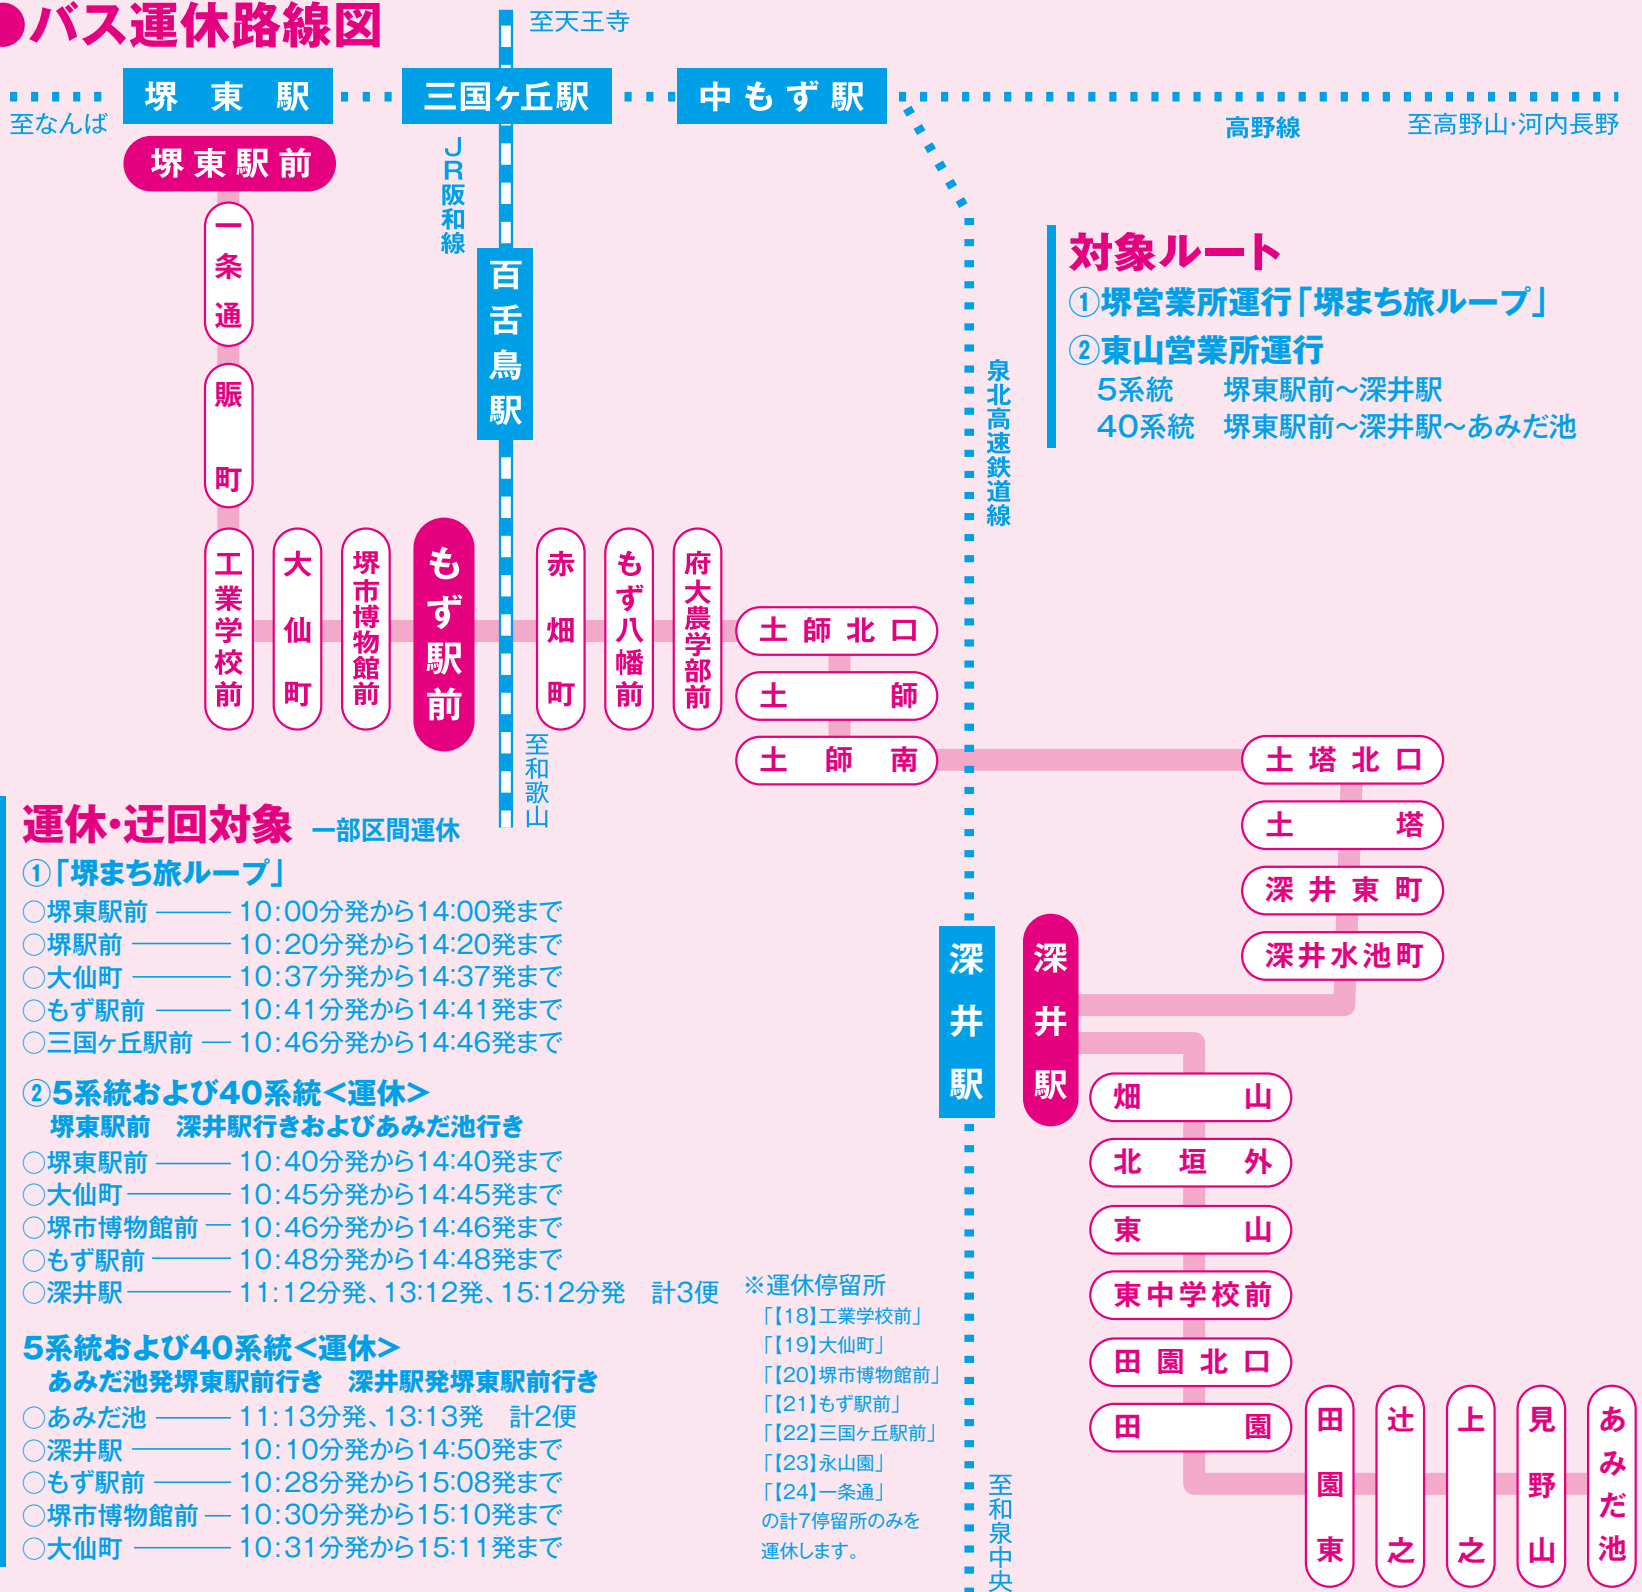 ●バス運休路線図
至天王寺
堺東駅
三国ヶ丘駅
中もず駅
至なんば
高野線
至高野山・河内長野
堺東駅前
JR阪和線
一条通
百舌鳥駅
賑町
対象ルート
①堺営業所運行「堺まち旅ループ」
②東山営業所運行
5系統　堺東駅前～深井駅
40系統　堺東駅前～深井駅～あみだ池
泉北高速鉄道線
工業学校前
大仙町
堺市博物館前
もず駅前
赤畑町
もず八幡前
府大農学部前
土師北口
土師
土師南
至和歌山
土塔北口
土塔
深井東町
深井水池町
深井駅
深井駅
畑山
北垣外
東山
東中学校前
田園北口
田園
田園東
辻之
上之
見野山
あみだ池
至和泉中央
運休・迂回対象　一部区間運休
①「堺まち旅ループ」
○堺東駅前 ―― 10:00分発から14:00発まで
○堺駅前 ―― 10:20分発から14:20発まで
○大仙町 ―― 10:37分発から14:37発まで
○もず駅前 ―― 10:41分発から14:41発まで
○三国ヶ丘駅前 ― 10:46分発から14:46発まで
②5系統および40系統＜運休＞
堺東駅前　深井駅行きおよびあみだ池行き
○堺東駅前 ―― 10:40分発から14:40発まで
○大仙町 ―― 10:45分発から14:45発まで
○堺市博物館前 ― 10:46分発から14:46発まで
○もず駅前 ―― 10:48分発から14:48発まで
○深井駅 ―― 11:12分発、13:12発、15:12分発　計3便
5系統および40系統＜運休＞
あみだ池発堺東駅前行き　深井駅発堺東駅前行き
○あみだ池 ―― 11:13分発、13:13発　計2便
○深井駅 ―― 10:10分発から14:50発まで
○もず駅前 ―― 10:28分発から15:08発まで
○堺市博物館前 ― 10:30分発から15:10発まで
○大仙町 ―― 10:31分発から15:11発まで
※運休停留所
「【18】工業学校前」
「【19】大仙町」
「【20】堺市博物館前」
「【21】もず駅前」
「【22】三国ヶ丘駅前」
「【23】永山園」
「【24】一条通」
の計7停留所のみを
運休します。